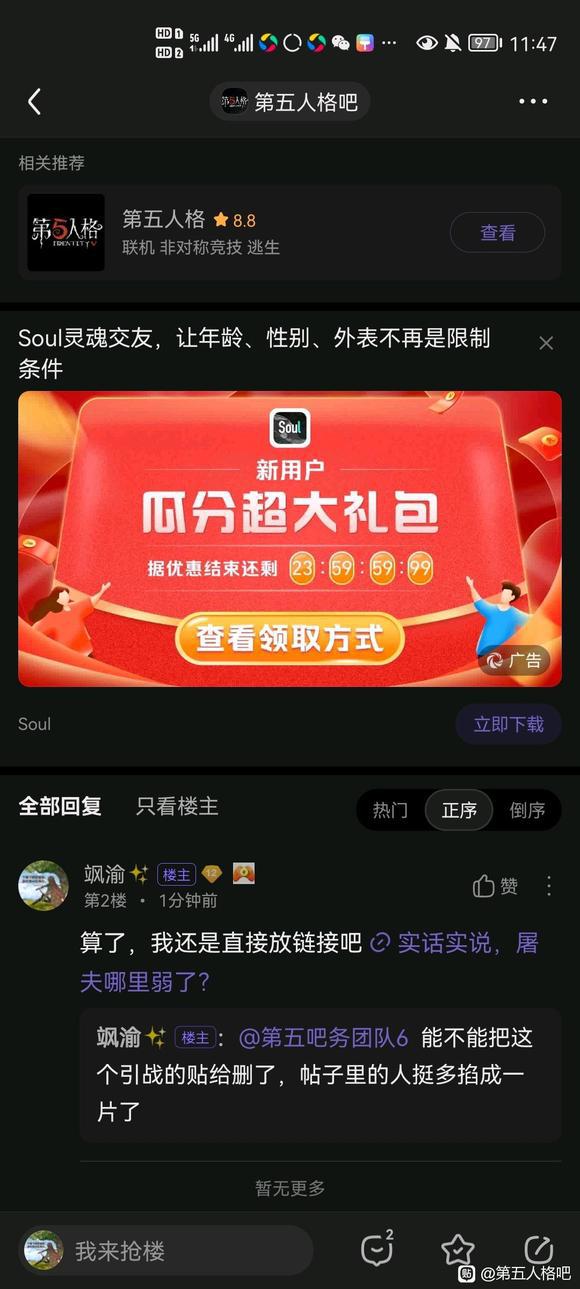 HD 1 5G 4G 97 11:47
HD 2
第五人格吧
相关推荐
第5人格
IDENTITY V
第五人格 8.8
联机 非对称竞技 逃生
查看
Soul灵魂交友，让年龄、性别、外表不再是限制
条件
Soul
新用户
瓜分超大礼包
据优惠结束还剩 23:59:59:99
查看领取方式
广告
Soul
立即下载
全部回复 只看楼主 热门 正序 倒序
飒渝✨ 楼主 12
第2楼 · 1分钟前
赞
算了，我还是直接放链接吧 实话实说，屠
夫哪里弱了？
飒渝✨ 楼主：@第五吧务团队6 能不能把这
个引战的贴给删了，帖子里的人挺多掐成一
片了
暂无更多
我来抢楼
2
贴 @第五人格吧